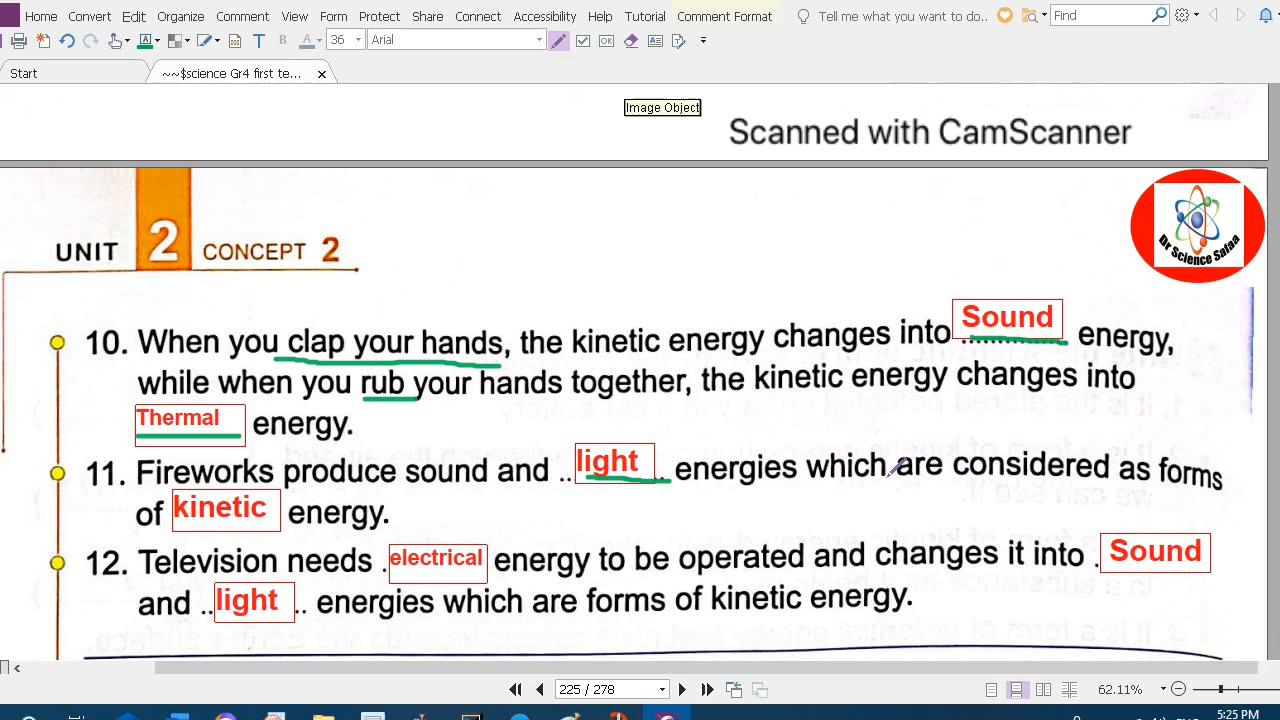 Home Convert Edit Organize Comment View Form Protect Share Connect Accessibility Help Tutorial Comment Format Tell me what you want to do.. Find
36 Arial
Start ~~$science Gr4 first te... ×
Image Object
Scanned with CamScanner
Dr Science Safaa
UNIT 2 CONCEPT 2
10. When you clap your hands, the kinetic energy changes into Sound energy,
while when you rub your hands together, the kinetic energy changes into
Thermal energy.
11. Fireworks produce sound and ..light.. energies which are considered as forms
of kinetic energy.
12. Television needs .electrical energy to be operated and changes it into .Sound
and ..light.. energies which are forms of kinetic energy.
225 / 278 62.11%
5:25 PM